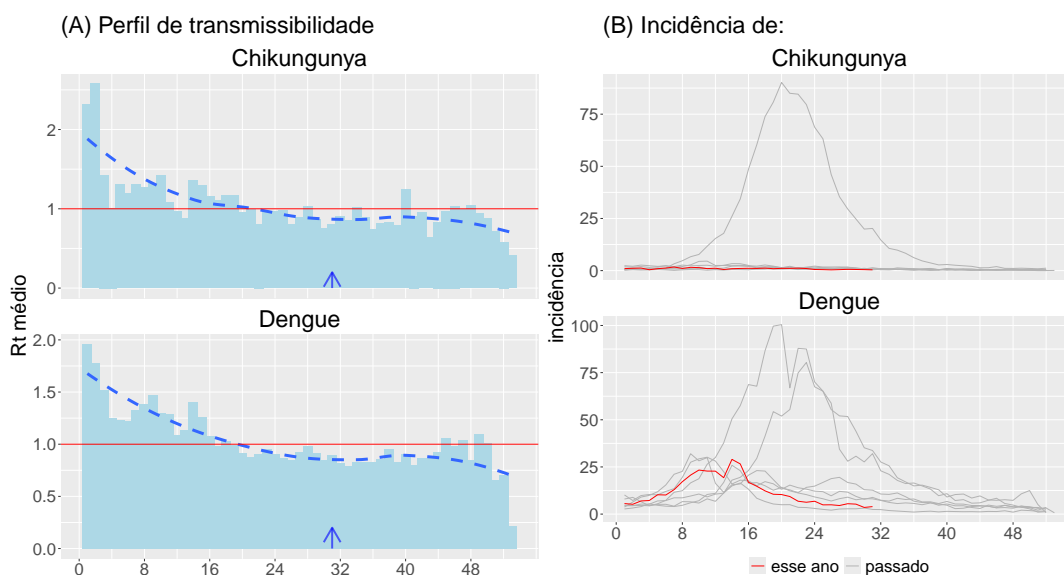 (A) Perfil de transmissibilidade
Chikungunya
2
1
0
Dengue
2.0
1.5
1.0
0.5
0.0
0 8 16 24 32 40 48
Rt médio
(B) Incidência de:
Chikungunya
75
50
25
0
Dengue
100
75
50
25
0
0 8 16 24 32 40 48
incidência
esse ano passado